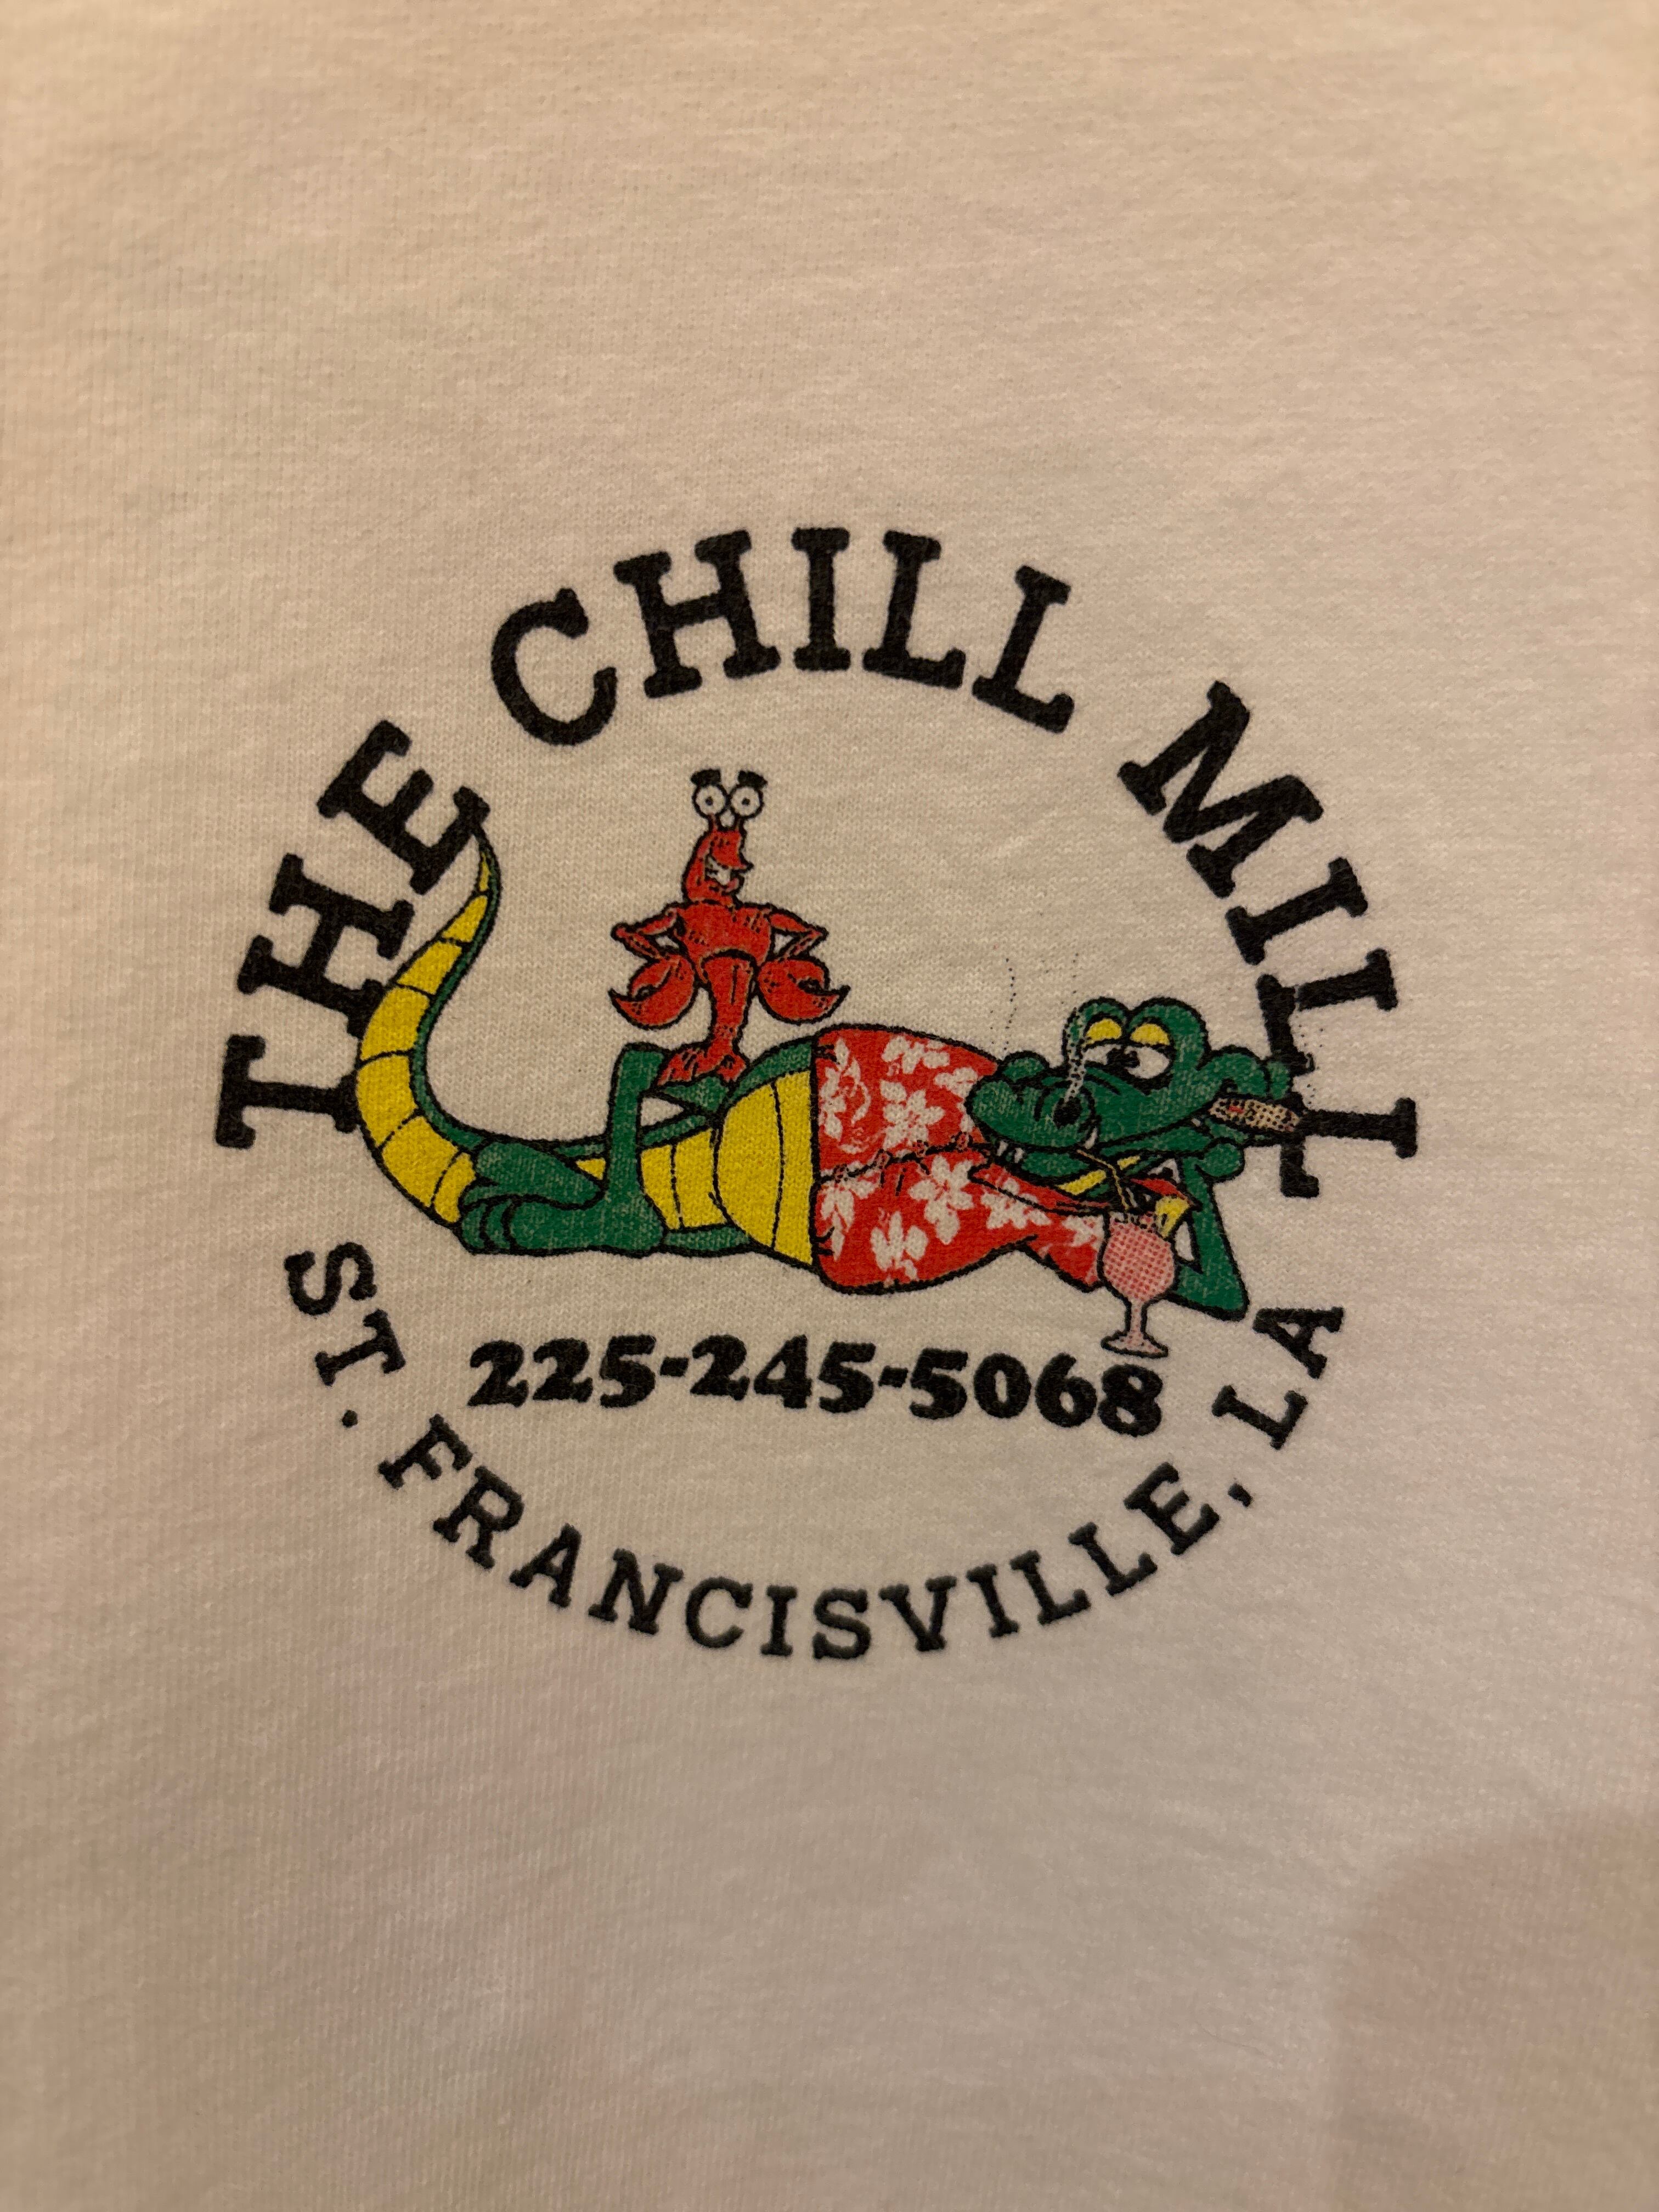 THE CHILL MILL
225-245-5068
ST. FRANCISVILLE, LA